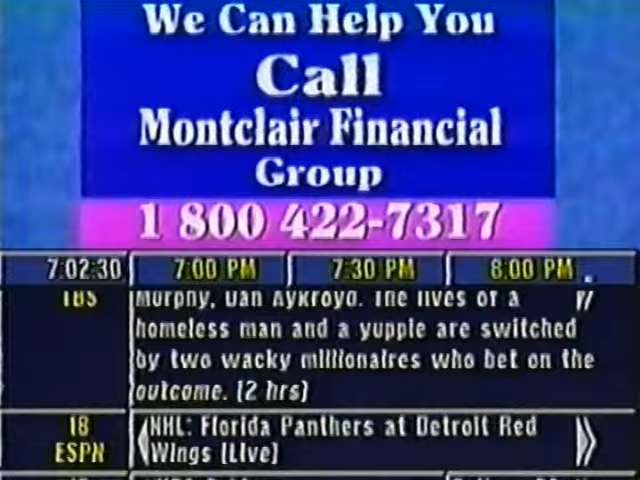 We Can Help You
Call
Montclair Financial
Group
1 800 422-7317
7:02:30 7:00 PM 7:30 PM 8:00 PM
TBS Murphy, Dan Aykroyd. The lives of a
homeless man and a yuppie are switched
by two wacky millionaires who bet on the
outcome. (2 hrs)
18 NHL: Florida Panthers at Detroit Red
ESPN Wings (Live)